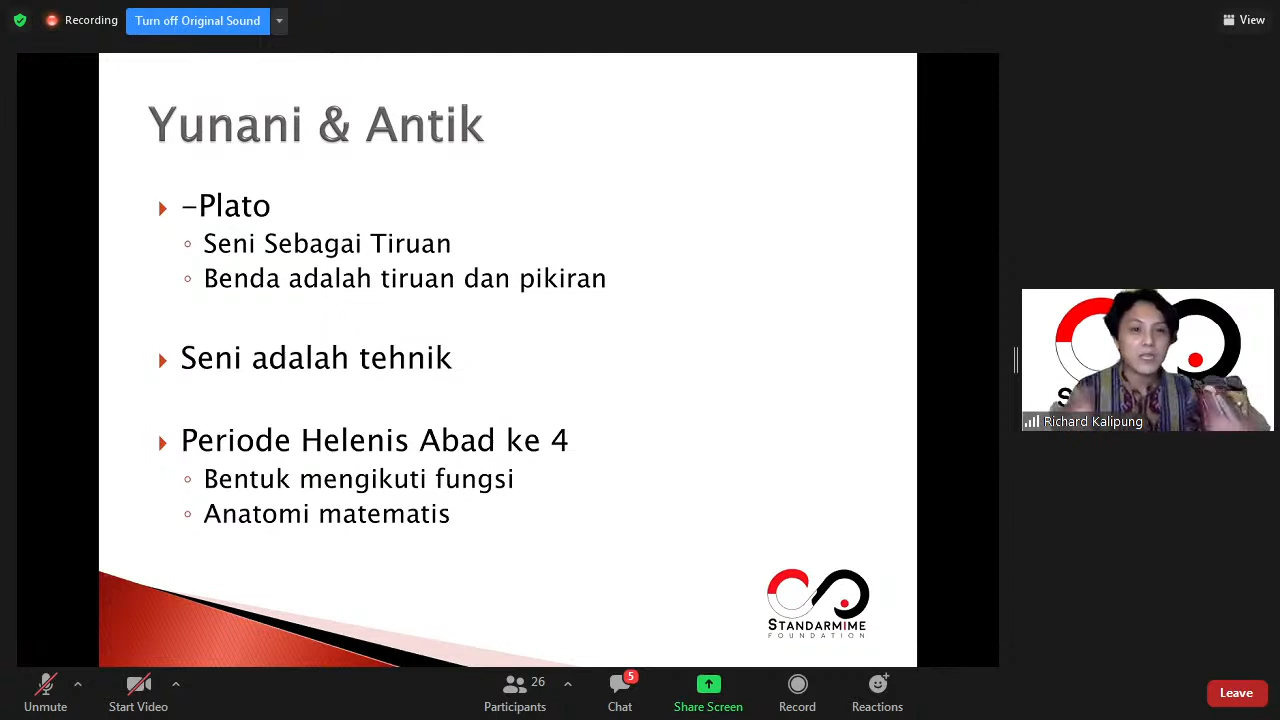 Recording
Turn off Original Sound
View
Yunani & Antik
-Plato
Seni Sebagai Tiruan
Benda adalah tiruan dan pikiran
Seni adalah tehnik
Periode Helenis Abad ke 4
Bentuk mengikuti fungsi
Anatomi matematis
STANDARMIME
FOUNDATION
Richard Kalipung
Unmute
Start Video
26
Participants
5
Chat
Share Screen
Record
Reactions
Leave